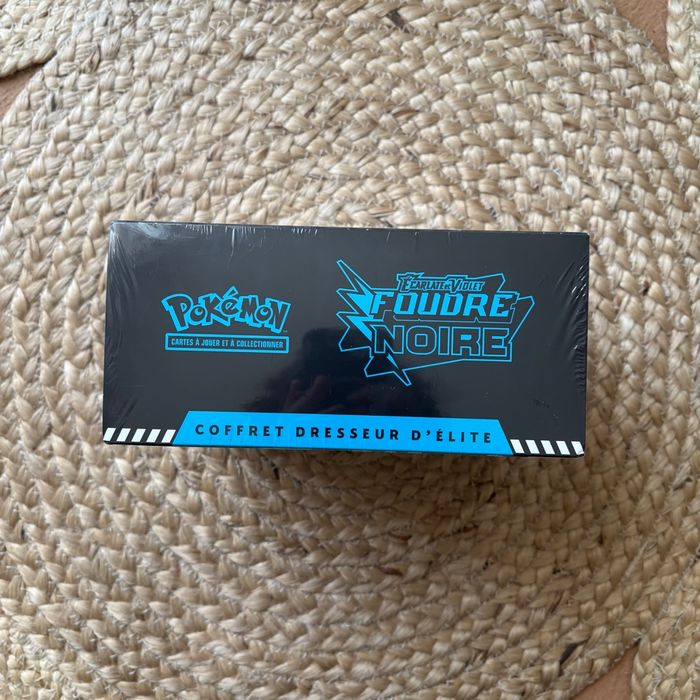 Pokémon
CARTES À JOUER ET À COLLECTIONNER
ÉCARLATE ET VIOLET
FOUDRE
NOIRE
COFFRET DRESSEUR D'ÉLITE